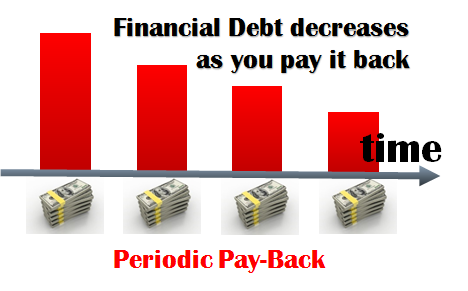 Financial Debt decreases
as you pay it back
time
Periodic Pay-Back